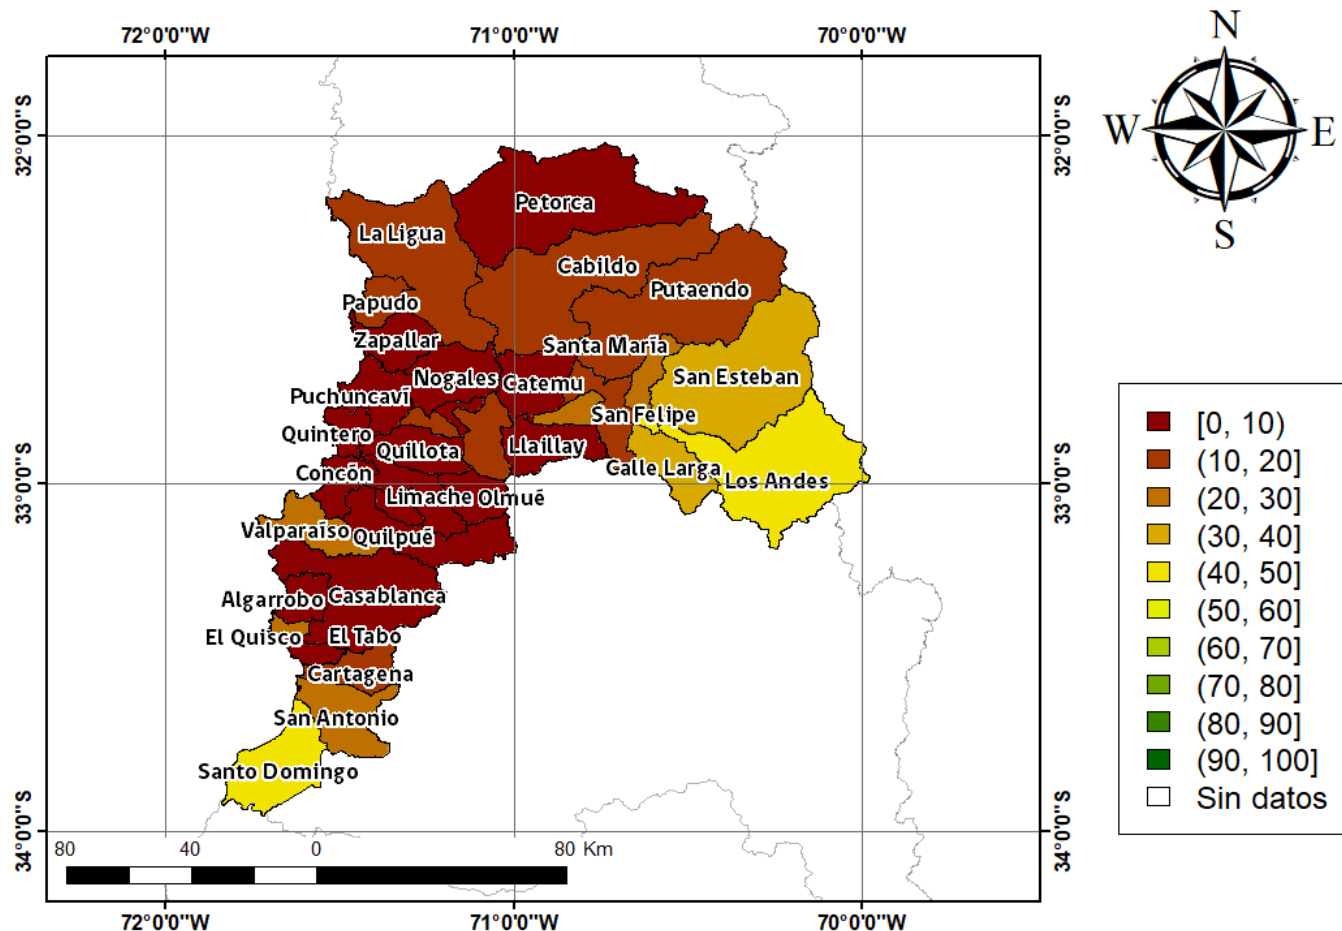 72°0'0"W 71°0'0"W 70°0'0"W
N
W E
S
32°0'0"S 32°0'0"S
Petorca
La Ligua
Cabildo
Putaendo
Papudo
Zapallar
Santa María
Nogales
Catemu
San Esteban
Puchuncaví
San Felipe
Quintero
Quillota
Llaillay
Calle Larga
Concón
Los Andes
33°0'0"S 33°0'0"S
Limache
Olmué
Valparaíso
Quilpué
Algarrobo
Casablanca
El Quisco
El Tabo
Cartagena
San Antonio
Santo Domingo
34°0'0"S 34°0'0"S
80 40 0 80 Km
72°0'0"W 71°0'0"W 70°0'0"W
[0, 10)
(10, 20]
(20, 30]
(30, 40]
(40, 50]
(50, 60]
(60, 70]
(70, 80]
(80, 90]
(90, 100]
Sin datos